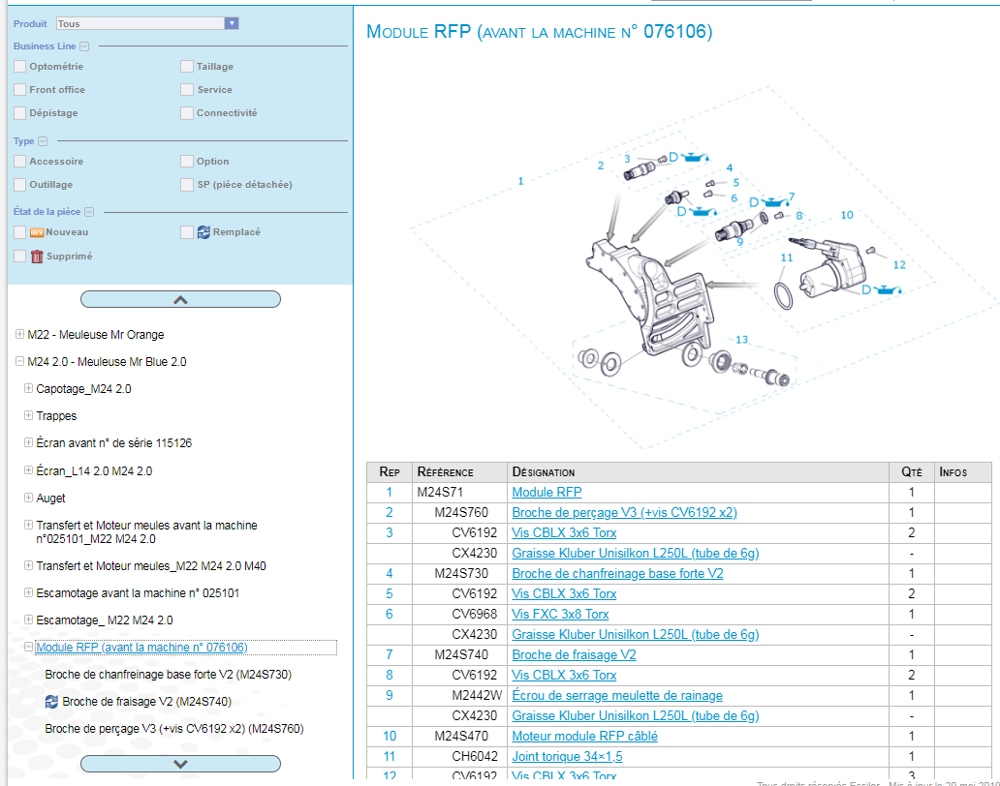 Produit Tous
Business Line
Optométrie Taillage
Front office Service
Dépistage Connectivité
Type
Accessoire Option
Outillage SP (pièce détachée)
État de la pièce
NEW Nouveau Remplacé
Supprimé
M22 - Meuleuse Mr Orange
M24 2.0 - Meuleuse Mr Blue 2.0
Capotage_M24 2.0
Trappes
Écran avant n° de série 115126
Écran_L14 2.0 M24 2.0
Auget
Transfert et Moteur meules avant la machine
n°025101_M22 M24 2.0
Transfert et Moteur meules_M22 M24 2.0 M40
Escamotage avant la machine n° 025101
Escamotage_ M22 M24 2.0
Module RFP (avant la machine n° 076106)
Broche de chanfreinage base forte V2 (M24S730)
Broche de fraisage V2 (M24S740)
Broche de perçage V3 (+vis CV6192 x2) (M24S760)
Module RFP (avant la machine n° 076106)
1
2
3
D
4
5
6
D
D
7
8
9
10
11
12
D
13
Rep Référence Désignation Qté Infos
1 M24S71 Module RFP 1
2 M24S760 Broche de perçage V3 (+vis CV6192 x2) 1
3 CV6192 Vis CBLX 3x6 Torx 2
CX4230 Graisse Kluber Unisilkon L250L (tube de 6g) -
4 M24S730 Broche de chanfreinage base forte V2 1
5 CV6192 Vis CBLX 3x6 Torx 2
6 CV6968 Vis FXC 3x8 Torx 1
CX4230 Graisse Kluber Unisilkon L250L (tube de 6g) -
7 M24S740 Broche de fraisage V2 1
8 CV6192 Vis CBLX 3x6 Torx 2
9 M2442W Écrou de serrage meulette de rainage 1
CX4230 Graisse Kluber Unisilkon L250L (tube de 6g) -
10 M24S470 Moteur module RFP câblé 1
11 CH6042 Joint torique 34×1,5 1
12 CV6192 Vis CBLX 3x6 Torx 3
Tous droits réservés Essilor - Mis à jour le 20 mai 2019